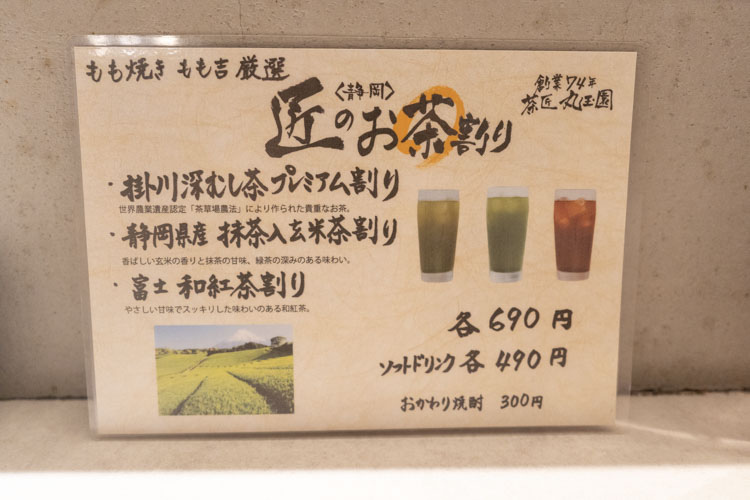 もも焼き もも吉 厳選
〈静岡〉
匠のお茶割り
創業74年
茶匠 丸玉園
・掛川深むし茶プレミアム割り
世界農業遺産認定「茶草場農法」により作られた貴重なお茶。
・静岡県産 抹茶入玄米茶割り
香ばしい玄米の香りと抹茶の甘味、緑茶の深みのある味わい。
・富士 和紅茶割り
やさしい甘味でスッキリした味わいのある和紅茶。
各690円
ソフトドリンク 各490円
おかわり焼酎 300円